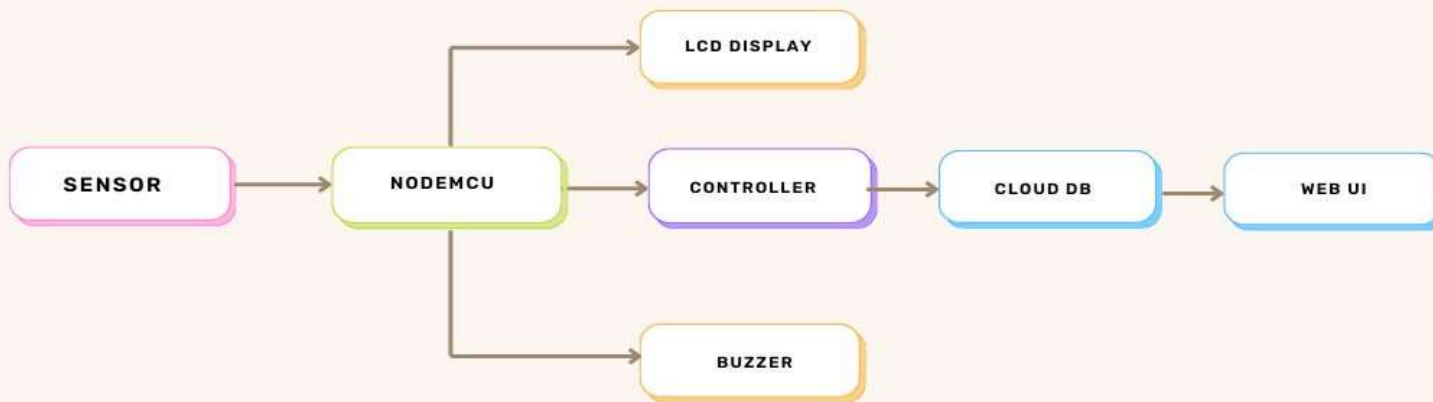 LCD DISPLAY
SENSOR
NODEMCU
CONTROLLER
CLOUD DB
WEB UI
BUZZER